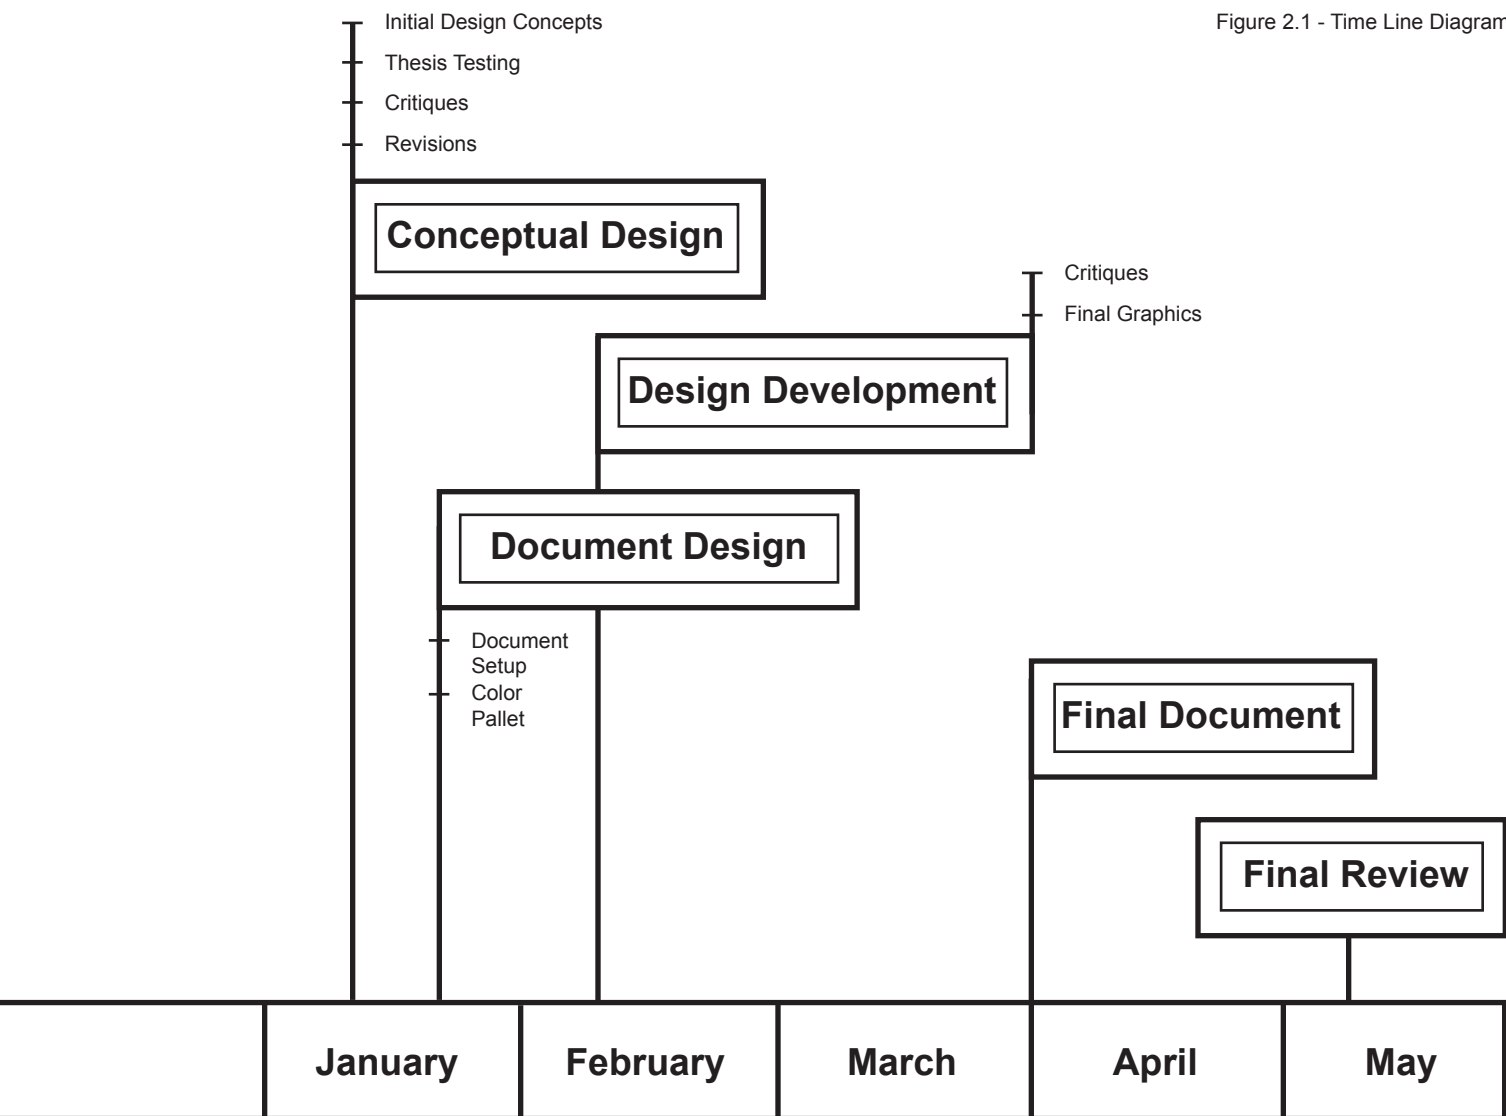 Initial Design Concepts
Figure 2.1 - Time Line Diagram
Thesis Testing
Critiques
Revisions
Conceptual Design
Critiques
Final Graphics
Design Development
Document Design
Document
Setup
Color
Pallet
Final Document
Final Review
January
February
March
April
May